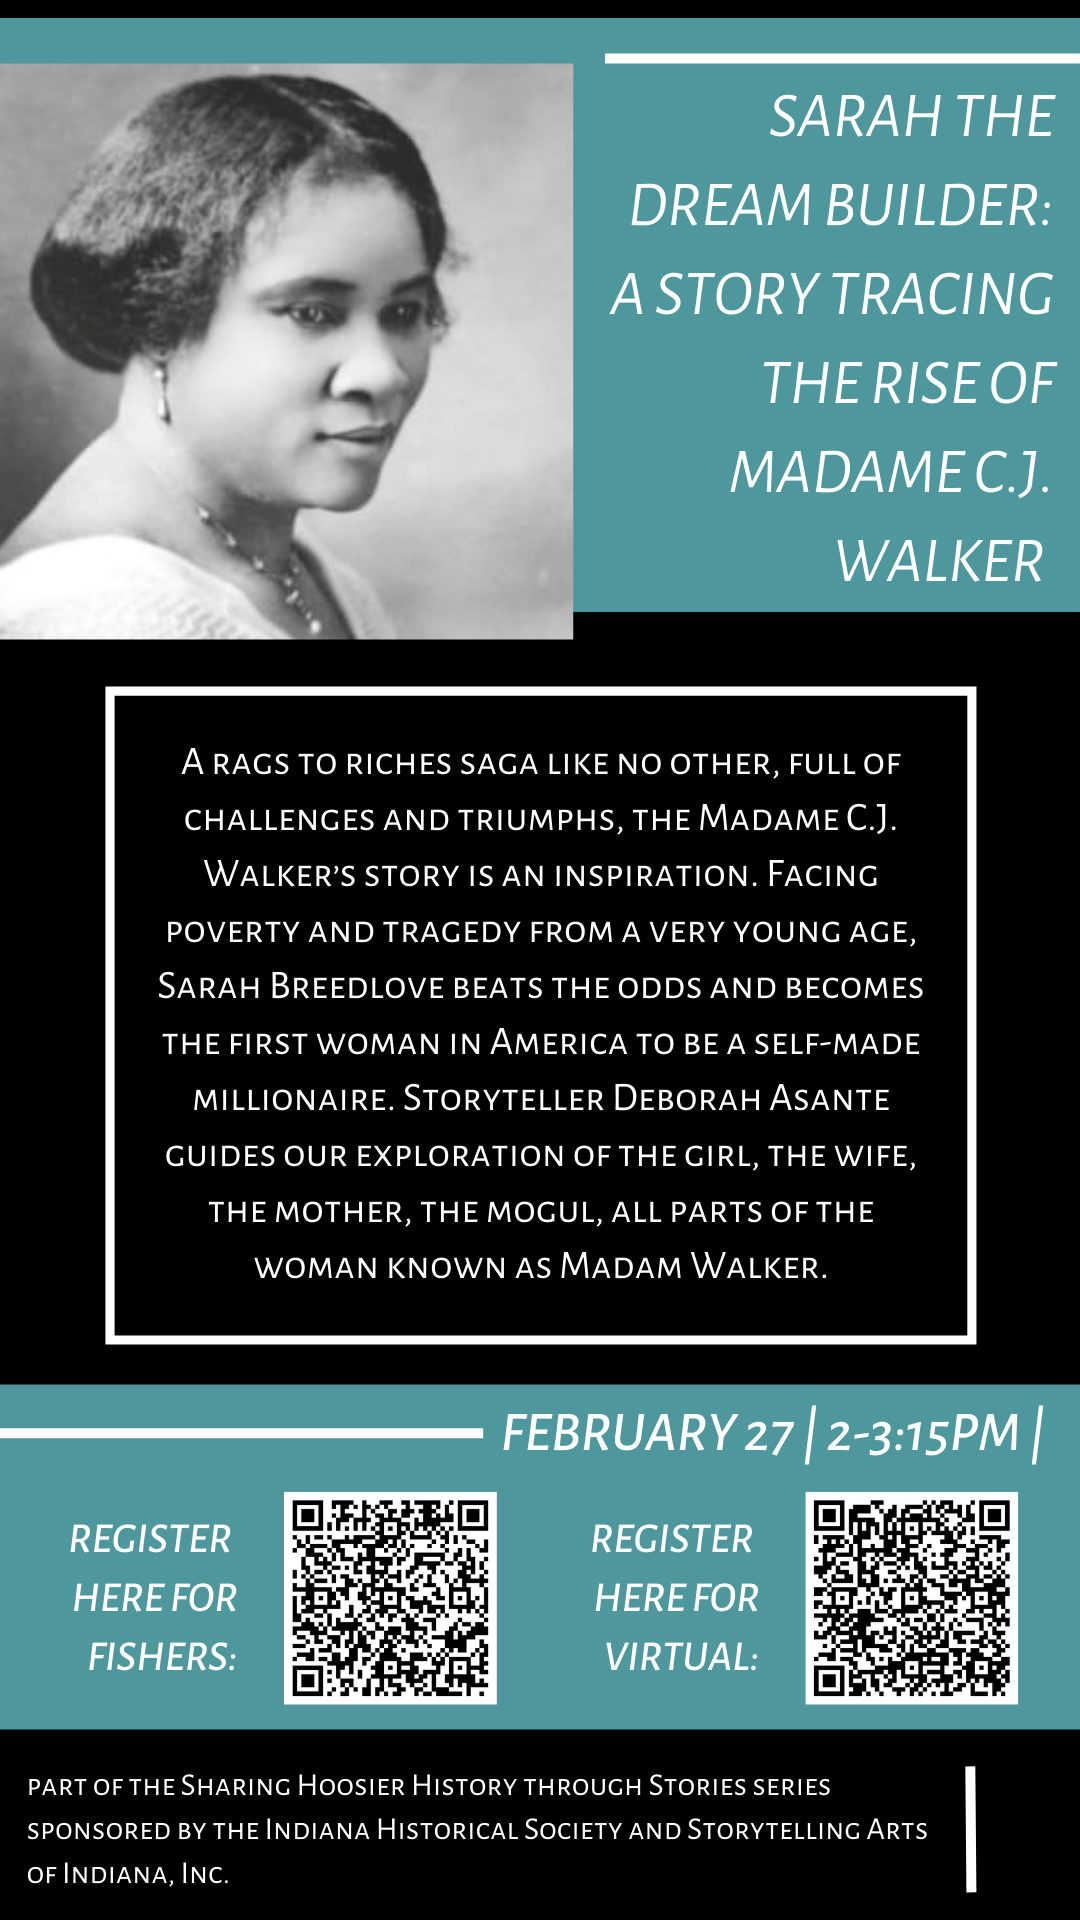 SARAH THE
DREAM BUILDER:
A STORY TRACING
THE RISE OF
MADAME C.J.
WALKER
A RAGS TO RICHES SAGA LIKE NO OTHER, FULL OF
CHALLENGES AND TRIUMPHS, THE MADAME C.J.
WALKER'S STORY IS AN INSPIRATION. FACING
POVERTY AND TRAGEDY FROM A VERY YOUNG AGE,
SARAH BREEDLOVE BEATS THE ODDS AND BECOMES
THE FIRST WOMAN IN AMERICA TO BE A SELF-MADE
MILLIONAIRE. STORYTELLER DEBORAH ASANTE
GUIDES OUR EXPLORATION OF THE GIRL, THE WIFE,
THE MOTHER, THE MOGUL, ALL PARTS OF THE
WOMAN KNOWN AS MADAM WALKER.
FEBRUARY 27 | 2-3:15PM |
REGISTER
HERE FOR
FISHERS:
REGISTER
HERE FOR
VIRTUAL:
PART OF THE SHARING HOOSIER HISTORY THROUGH STORIES SERIES
SPONSORED BY THE INDIANA HISTORICAL SOCIETY AND STORYTELLING ARTS
OF INDIANA, INC.